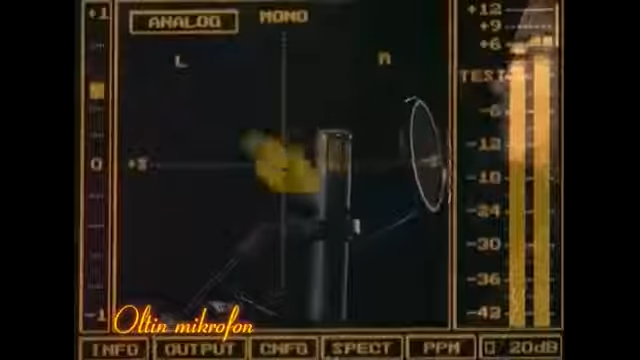 +1
ANALOG
MONO
+12
+9
+6
L
R
TEST
-6
0
+S
-12
-18
-24
-30
-36
-1
-42
Oltin mikrofon
INFO
OUTPUT
CNFG
SPECT
PPM
20dB